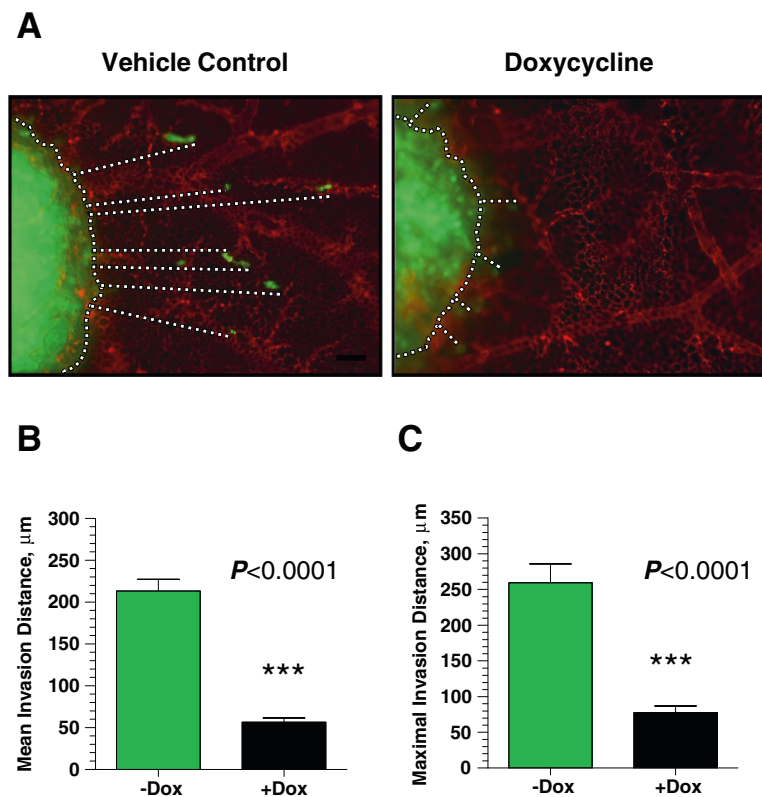 A
Vehicle Control
Doxycycline
B
Mean Invasion Distance, μm
300
250
200
150
100
50
0
P<0.0001
***
-Dox
+Dox
C
Maximal Invasion Distance, μm
350
300
250
200
150
100
50
0
P<0.0001
***
-Dox
+Dox